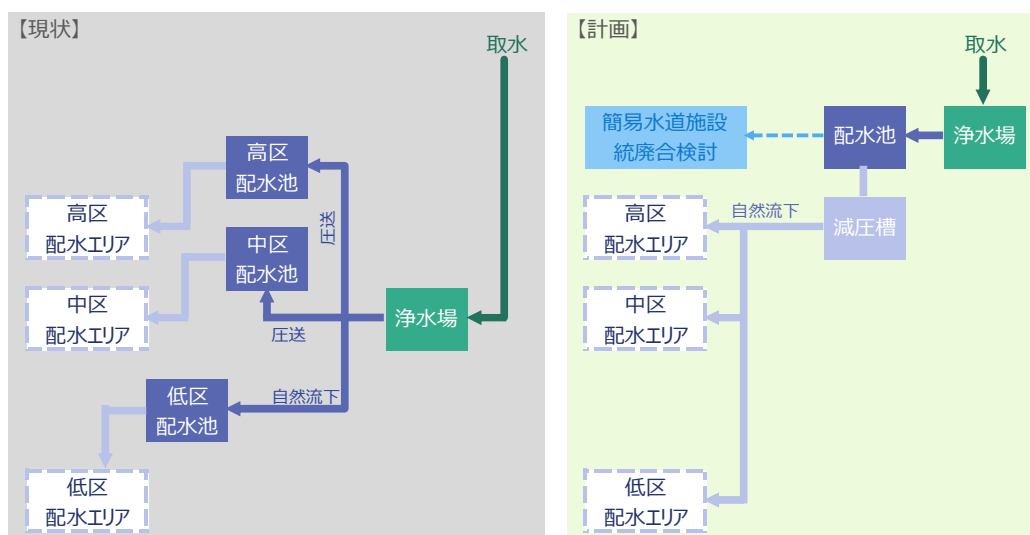 【現状】
取水
高区
配水池
圧送
高区
配水エリア
中区
配水池
中区
配水エリア
浄水場
圧送
低区
配水池
自然流下
低区
配水エリア
【計画】
取水
簡易水道施設
統廃合検討
配水池
浄水場
自然流下
減圧槽
高区
配水エリア
中区
配水エリア
低区
配水エリア